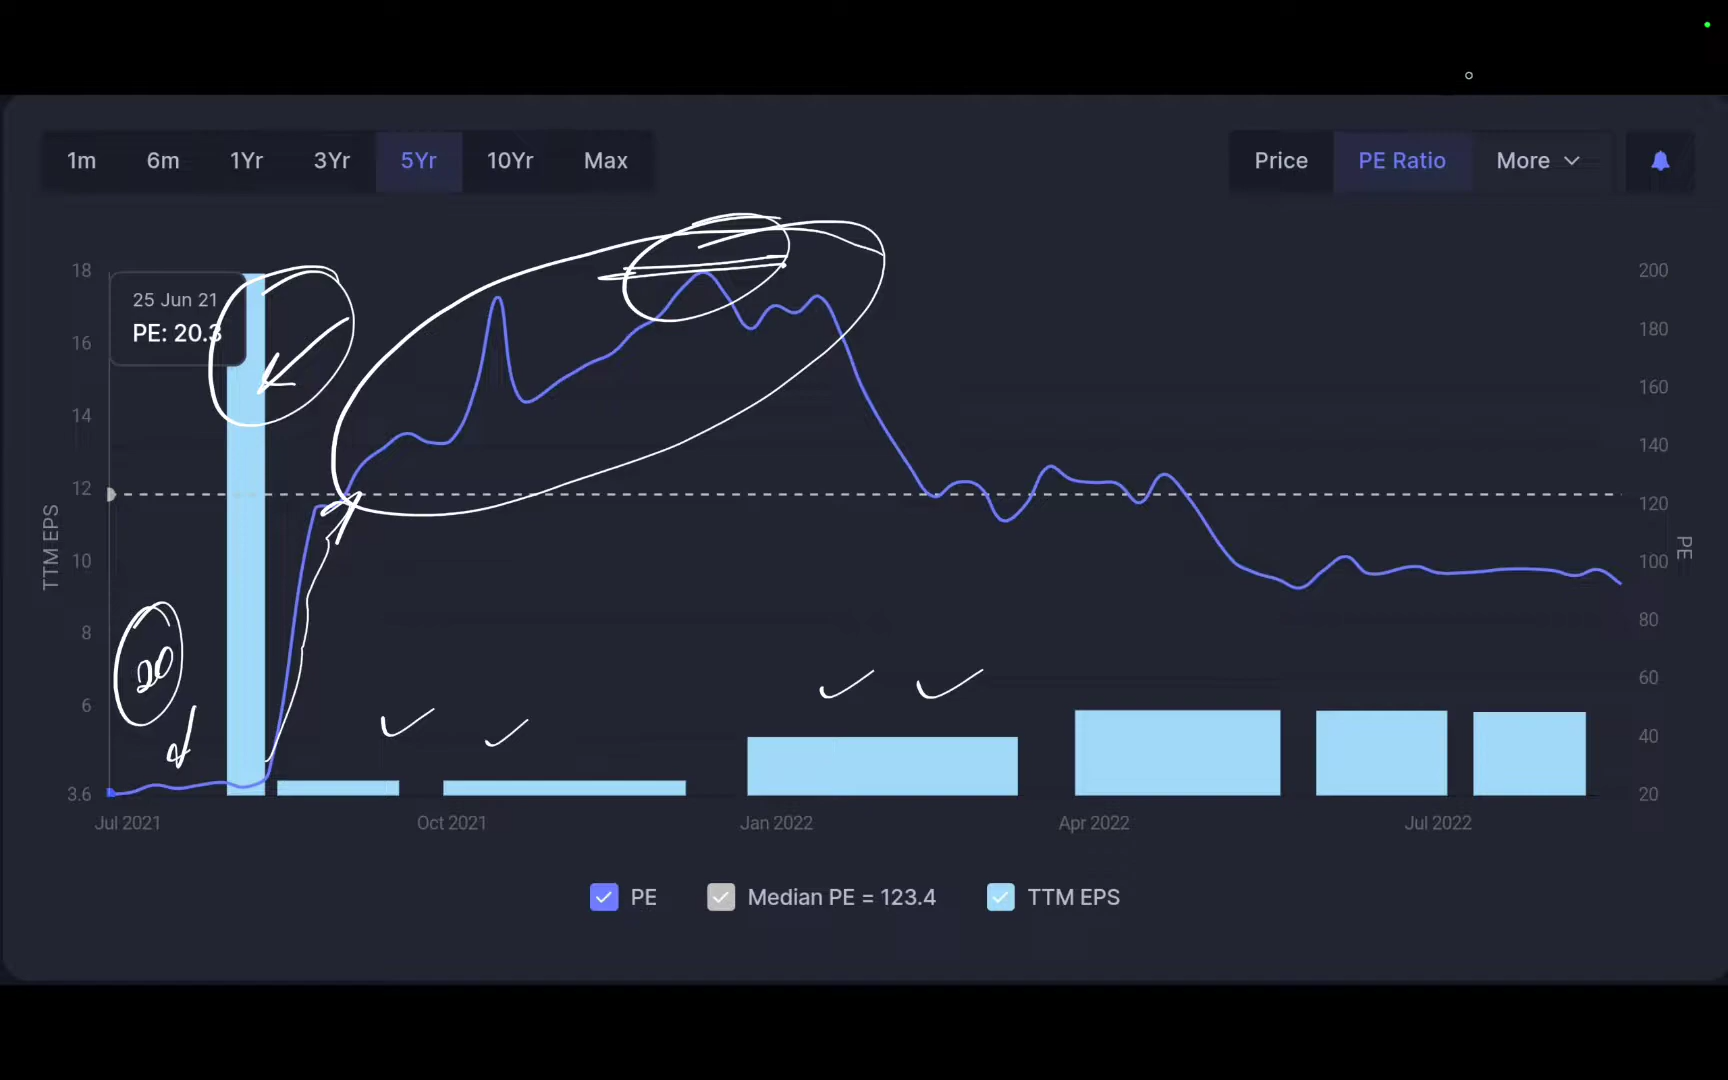 1m 6m 1Yr 3Yr 5Yr 10Yr Max Price PE Ratio More
18 200
25 Jun 21
PE: 20.3
16 180
14 160
140
12 120
TTM EPS
PE
10 100
8 80
20
6 60
40
3.6 20
Jul 2021 Oct 2021 Jan 2022 Apr 2022 Jul 2022
PE Median PE = 123.4 TTM EPS